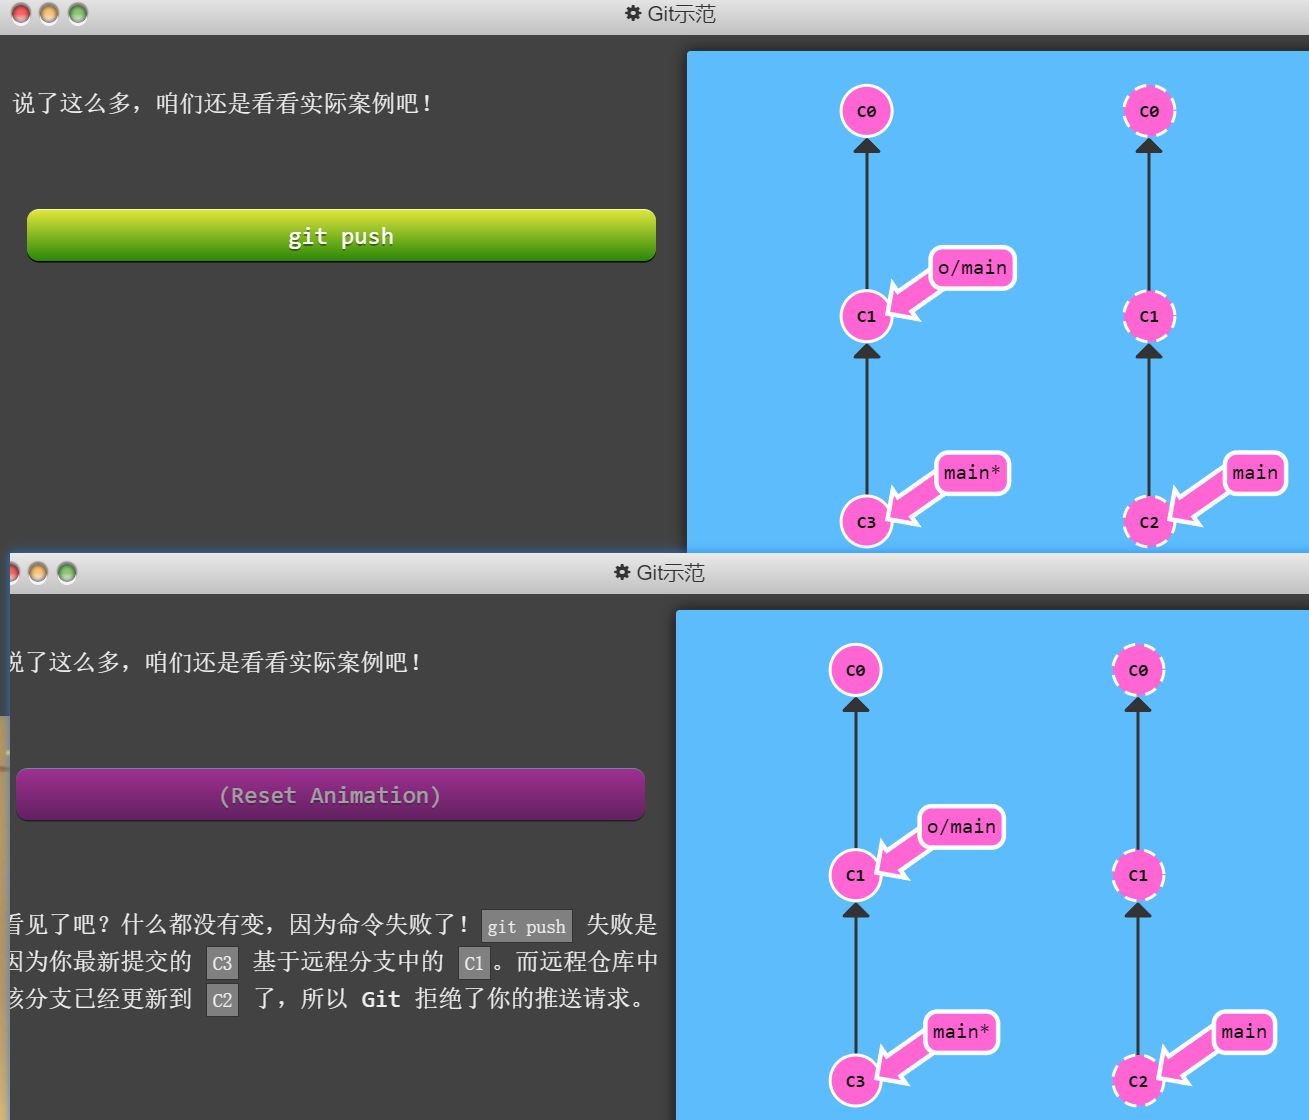 Git示范
说了这么多，咱们还是看看实际案例吧！
git push
C0
C0
o/main
C1
C1
main*
main
C3
C2
Git示范
说了这么多，咱们还是看看实际案例吧！
(Reset Animation)
C0
C0
o/main
C1
C1
看见了吧？什么都没有变，因为命令失败了！git push 失败是
因为你最新提交的 C3 基于远程分支中的 C1。而远程仓库中
该分支已经更新到 C2 了，所以 Git 拒绝了你的推送请求。
main*
main
C3
C2